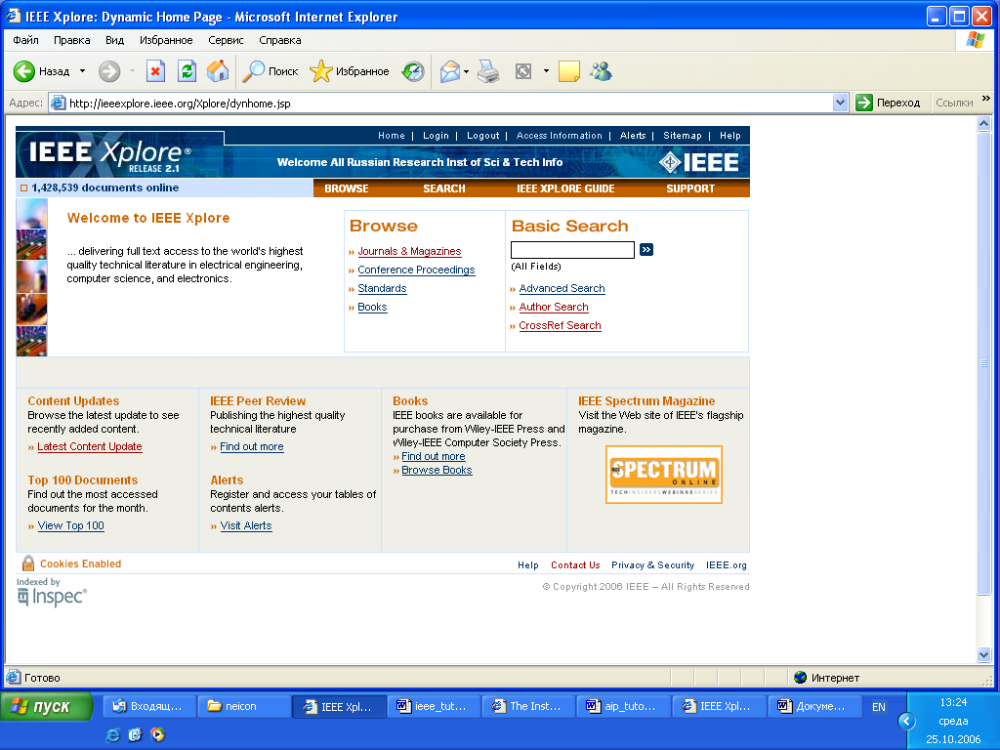 IEEE Xplore: Dynamic Home Page - Microsoft Internet Explorer
Файл Правка Вид Избранное Сервис Справка
Назад Поиск Избранное
Адрес: http://ieeexplore.ieee.org/Xplore/dynhome.jsp Переход Ссылки »
Home | Login | Logout | Access Information | Alerts | Sitemap | Help
IEEE Xplore®
RELEASE 2.1
Welcome All Russian Research Inst of Sci & Tech Info
IEEE
1,428,539 documents online
BROWSE SEARCH IEEE XPLORE GUIDE SUPPORT
Welcome to IEEE Xplore
... delivering full text access to the world's highest
quality technical literature in electrical engineering,
computer science, and electronics.
Browse
» Journals & Magazines
» Conference Proceedings
» Standards
» Books
Basic Search
»
(All Fields)
» Advanced Search
» Author Search
» CrossRef Search
Content Updates
Browse the latest update to see
recently added content.
» Latest Content Update
Top 100 Documents
Find out the most accessed
documents for the month.
» View Top 100
IEEE Peer Review
Publishing the highest quality
technical literature
» Find out more
Alerts
Register and access your tables of
contents alerts.
» Visit Alerts
Books
IEEE books are available for
purchase from Wiley-IEEE Press and
Wiley-IEEE Computer Society Press.
» Find out more
» Browse Books
IEEE Spectrum Magazine
Visit the Web site of IEEE's flagship
magazine.
IEEE SPECTRUM
ONLINE
TECHINSIDERS WEBINAR SERIES
Cookies Enabled
Help Contact Us Privacy & Security IEEE.org
Indexed by
Inspec®
© Copyright 2006 IEEE – All Rights Reserved
Готово Интернет
пуск Входящ... neicon IEEE Xpl... ieee_tut... The Inst... aip_tuto... IEEE Xpl... Докуме... EN
13:24
среда
25.10.2006